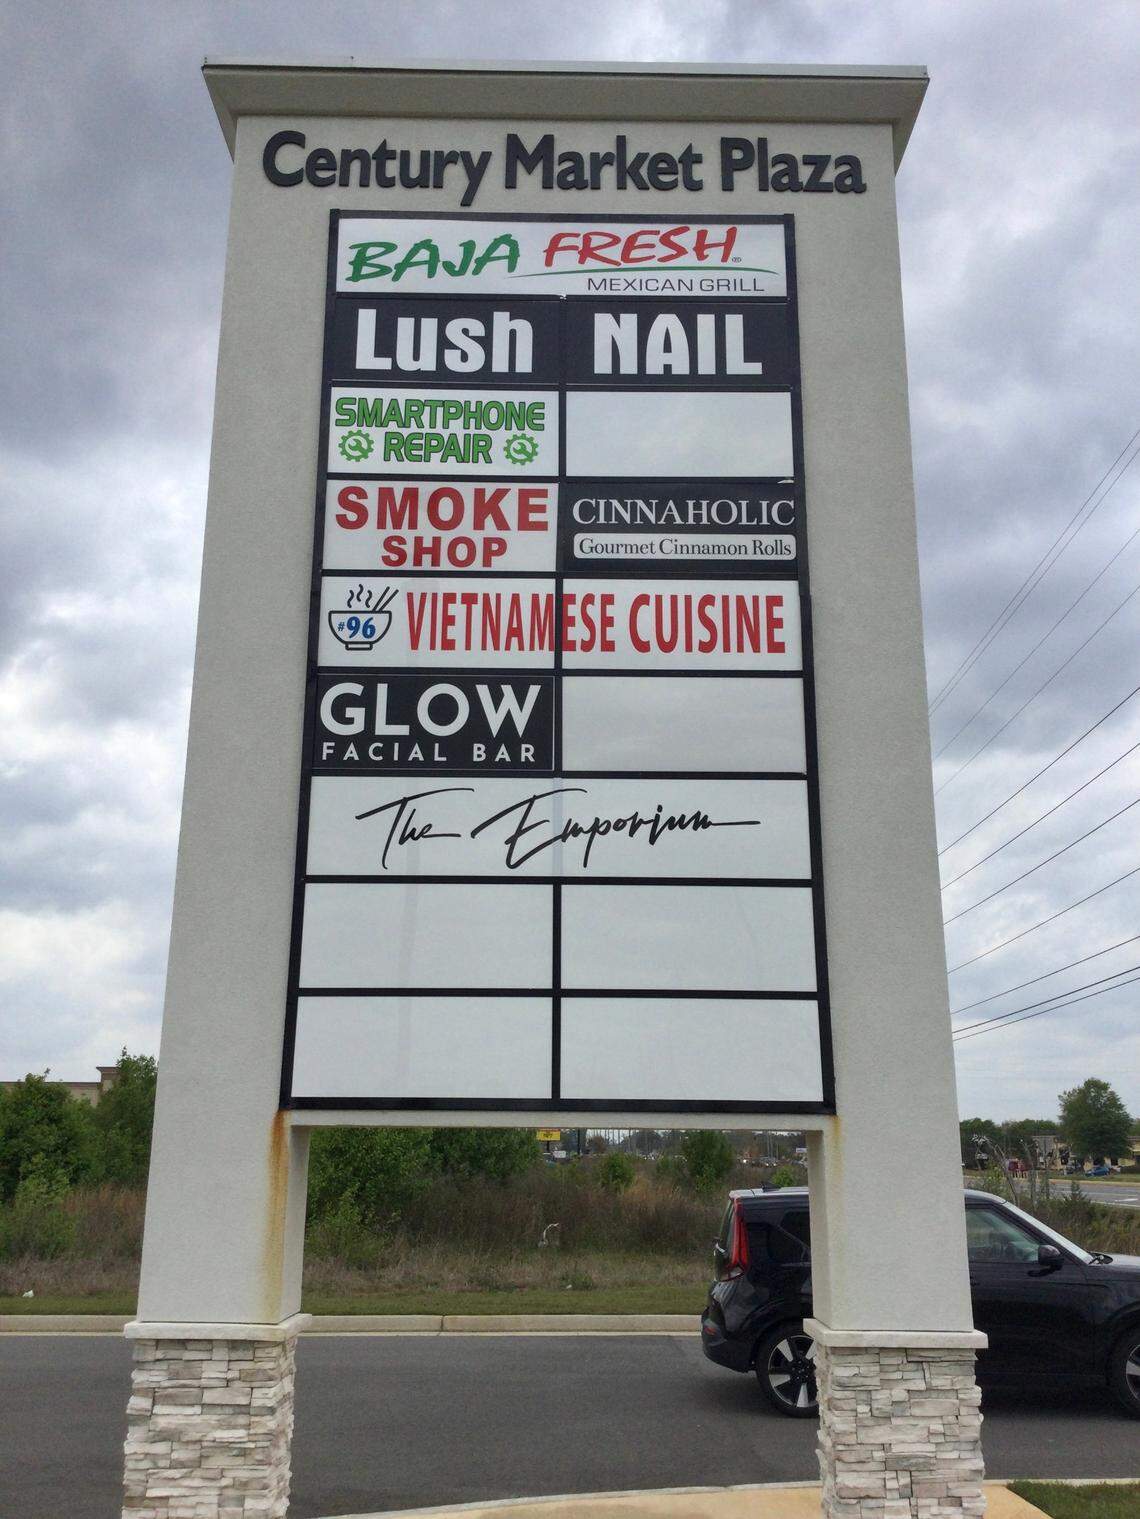 Century Market Plaza
BAJA FRESH®
MEXICAN GRILL
Lush NAIL
SMARTPHONE
REPAIR
SMOKE
SHOP
CINNAHOLIC
Gourmet Cinnamon Rolls
#96 VIETNAMESE CUISINE
GLOW
FACIAL BAR
The Emporium